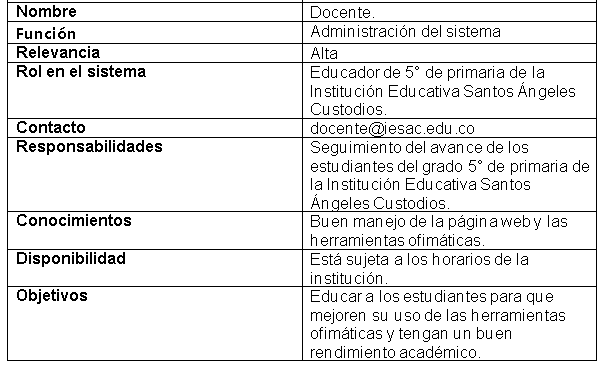 Nombre Docente.
Función Administración del sistema
Relevancia Alta
Rol en el sistema Educador de 5° de primaria de la
Institución Educativa Santos Ángeles
Custodios.
Contacto docente@iesac.edu.co
Responsabilidades Seguimiento del avance de los
estudiantes del grado 5° de primaria de
la Institución Educativa Santos
Ángeles Custodios.
Conocimientos Buen manejo de la página web y las
herramientas ofimáticas.
Disponibilidad Está sujeta a los horarios de la
institución.
Objetivos Educar a los estudiantes para que
mejoren su uso de las herramientas
ofimáticas y tengan un buen
rendimiento académico.